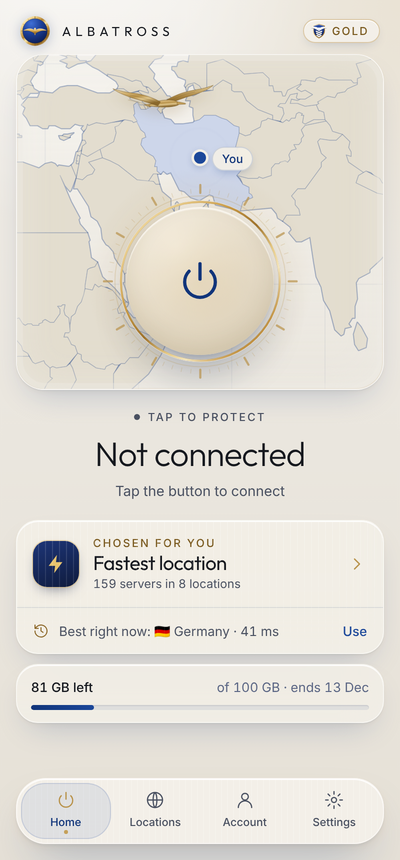 ALBATROSS
GOLD
You
TAP TO PROTECT
Not connected
Tap the button to connect
CHOSEN FOR YOU
Fastest location
159 servers in 8 locations
Best right now: 🇩🇪 Germany · 41 ms
Use
81 GB left
of 100 GB · ends 13 Dec
Home
Locations
Account
Settings